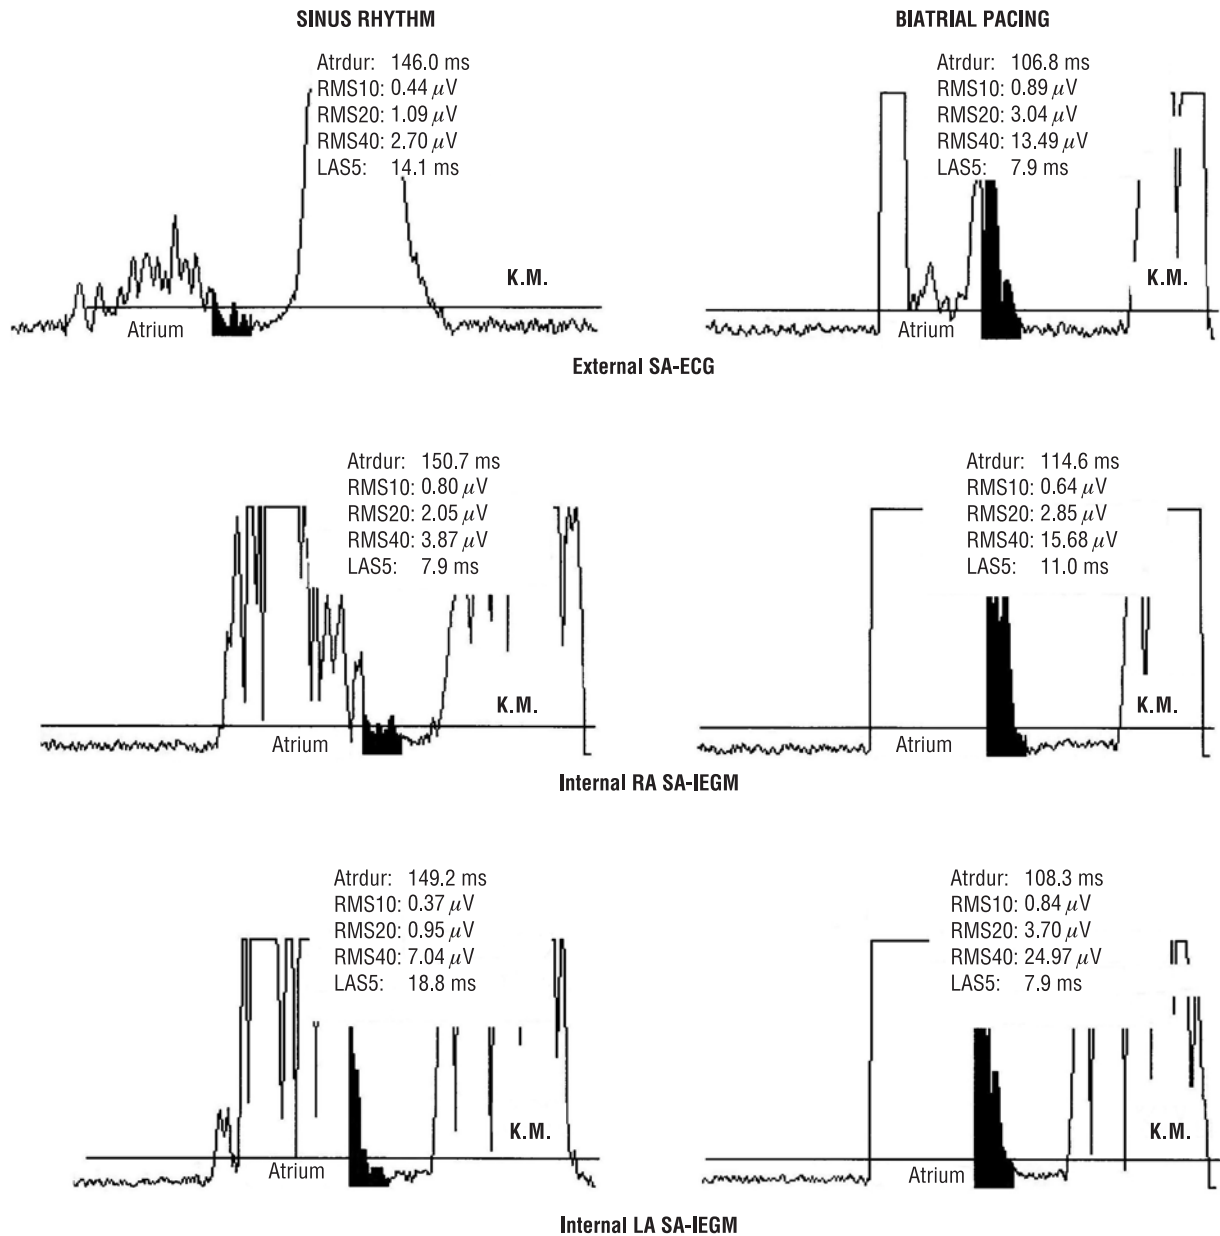 SINUS RHYTHM
Atrdur: 146.0 ms
RMS10: 0.44 μV
RMS20: 1.09 μV
RMS40: 2.70 μV
LAS5: 14.1 ms
K.M.
Atrium
BIATRIAL PACING
Atrdur: 106.8 ms
RMS10: 0.89 μV
RMS20: 3.04 μV
RMS40: 13.49 μV
LAS5: 7.9 ms
K.M.
Atrium
External SA-ECG
Atrdur: 150.7 ms
RMS10: 0.80 μV
RMS20: 2.05 μV
RMS40: 3.87 μV
LAS5: 7.9 ms
K.M.
Atrium
Atrdur: 114.6 ms
RMS10: 0.64 μV
RMS20: 2.85 μV
RMS40: 15.68 μV
LAS5: 11.0 ms
K.M.
Atrium
Internal RA SA-IEGM
Atrdur: 149.2 ms
RMS10: 0.37 μV
RMS20: 0.95 μV
RMS40: 7.04 μV
LAS5: 18.8 ms
K.M.
Atrium
Atrdur: 108.3 ms
RMS10: 0.84 μV
RMS20: 3.70 μV
RMS40: 24.97 μV
LAS5: 7.9 ms
K.M.
Atrium
Internal LA SA-IEGM